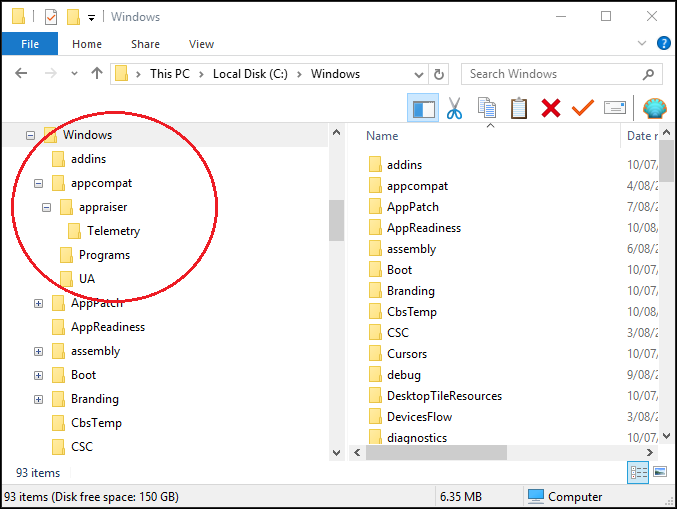 Windows
File Home Share View
This PC Local Disk (C:) Windows
Search Windows
Windows
addins
appcompat
appraiser
Telemetry
Programs
UA
AppPatch
AppReadiness
assembly
Boot
Branding
CbsTemp
CSC
Name Date r
addins 10/07/
appcompat 4/08/2
AppPatch 7/08/2
AppReadiness 10/08/
assembly 6/08/2
Boot 10/07/
Branding 10/07/
CbsTemp 10/08/
CSC 3/08/2
Cursors 10/07/
debug 9/08/2
DesktopTileResources 10/07/
DevicesFlow 3/08/2
diagnostics 10/07/
93 items
93 items (Disk free space: 150 GB) 6.35 MB Computer